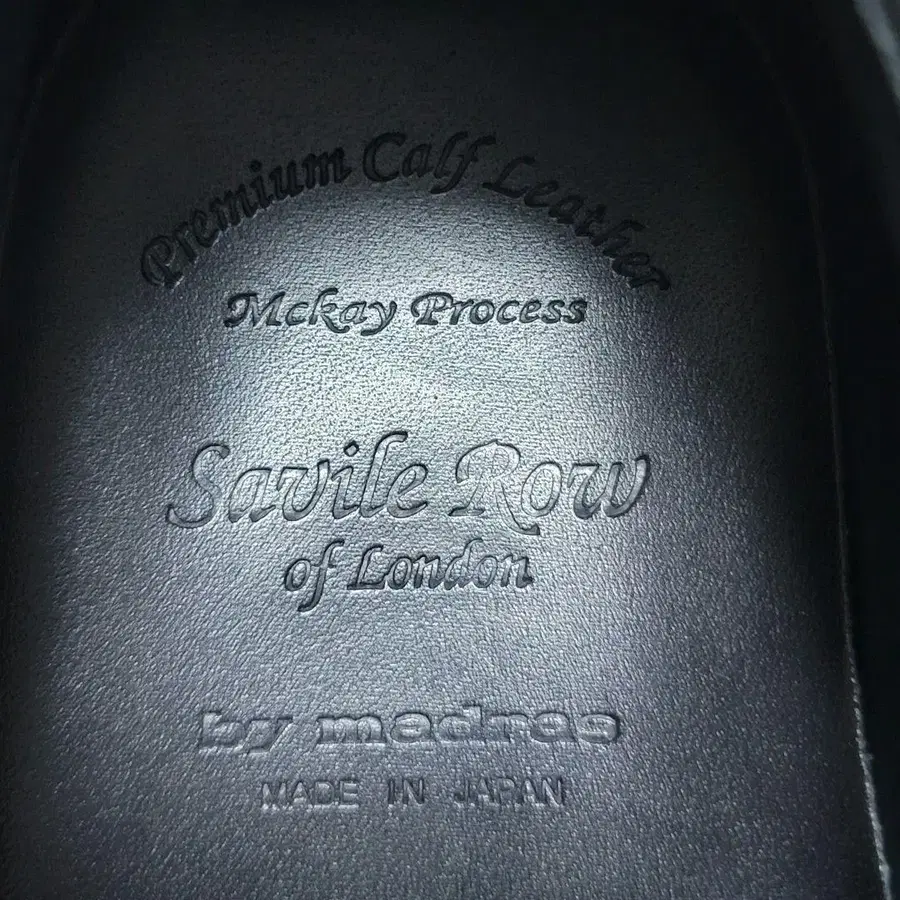 Premium Calf Leather
Mckay Process
Savile Row
of London
by madras
MADE IN JAPAN